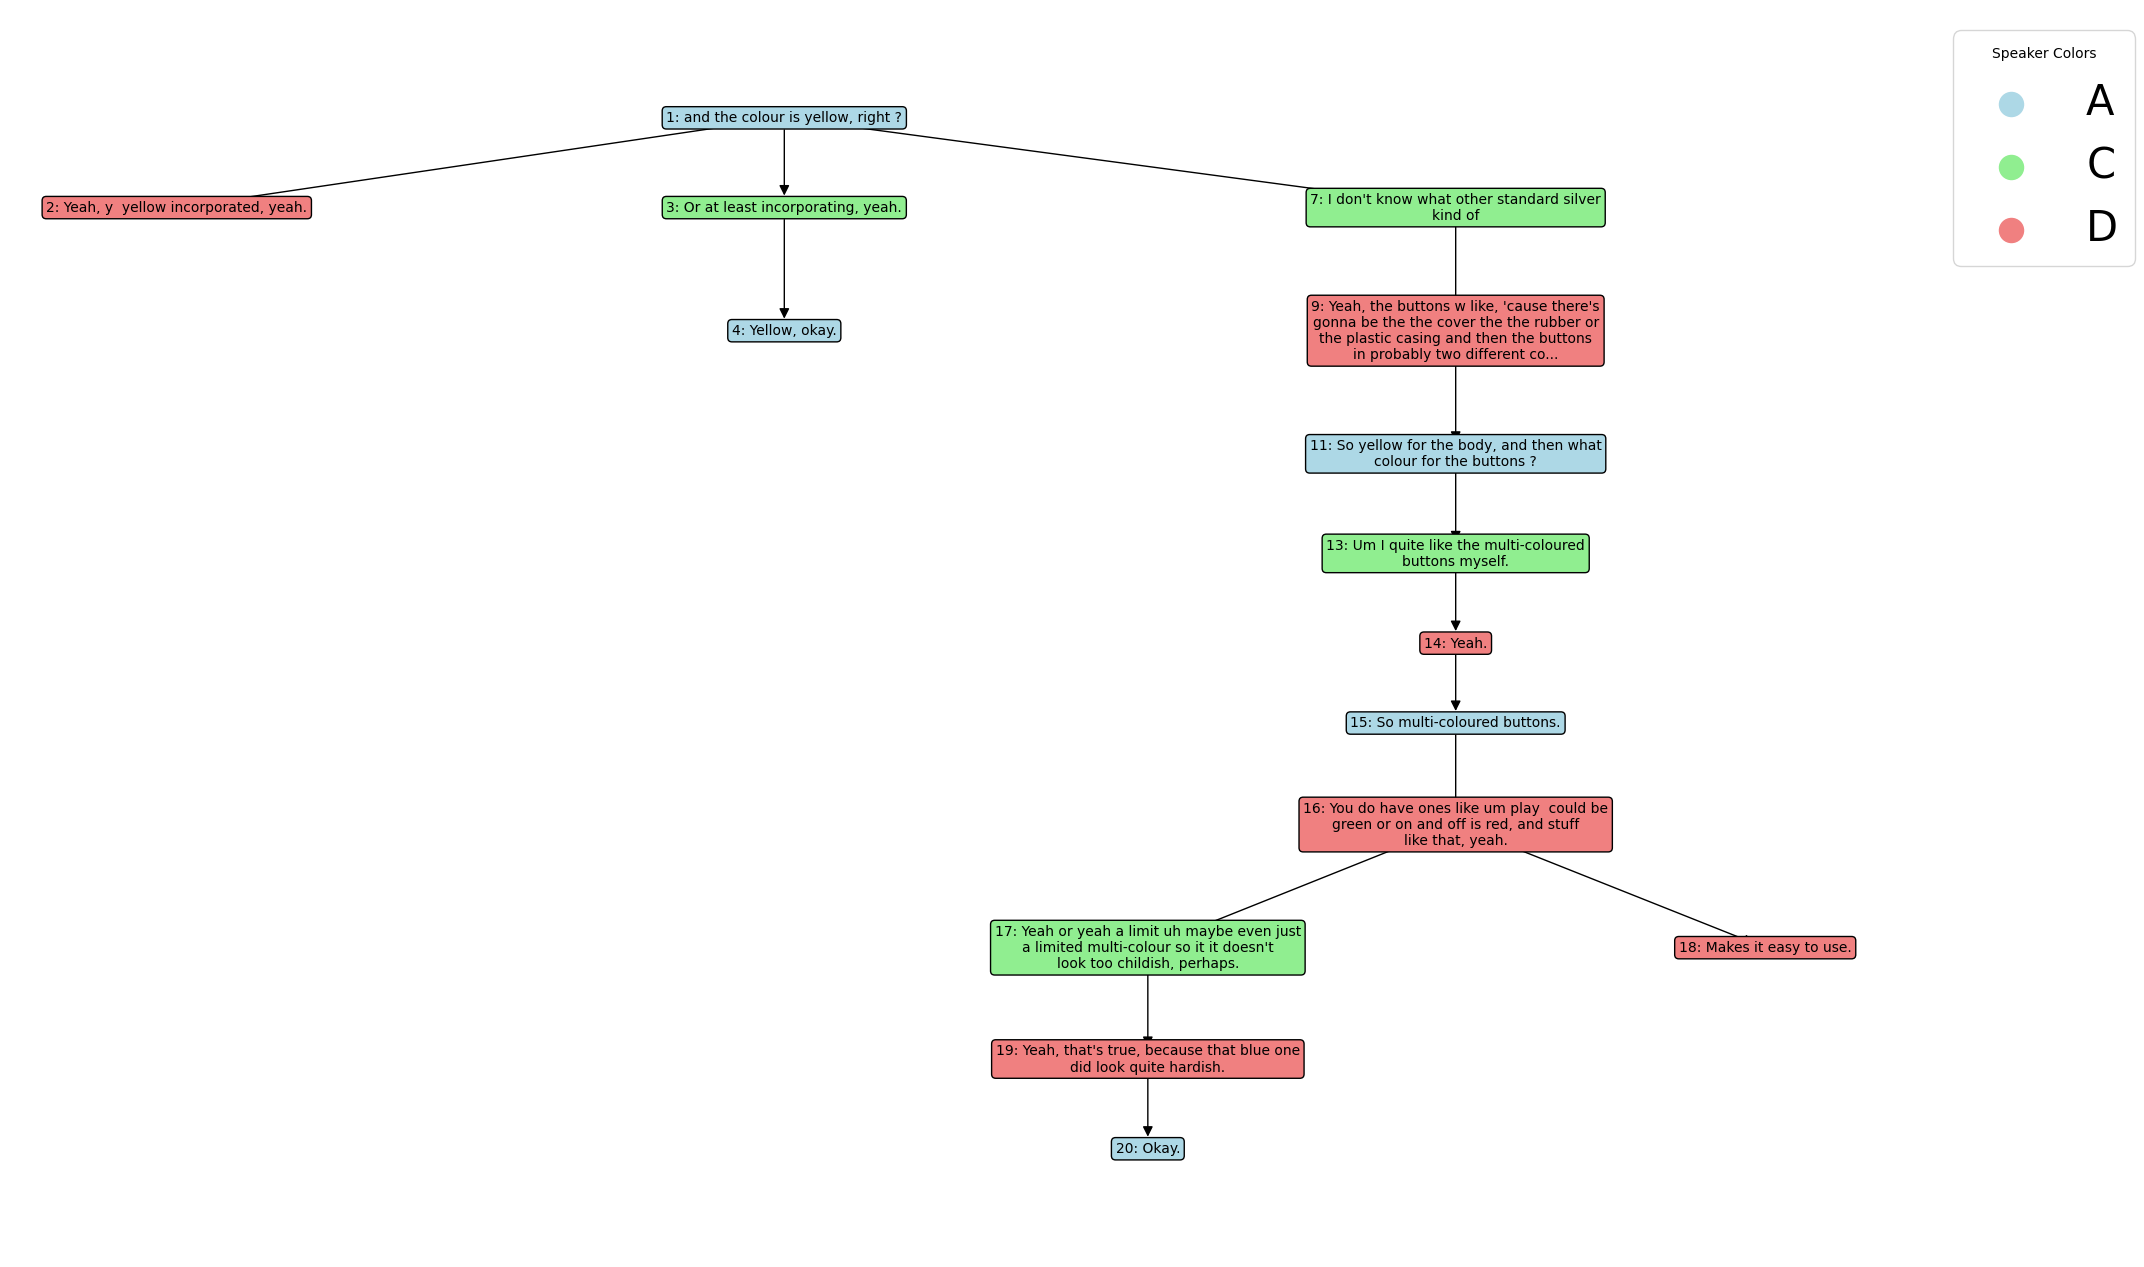 Speaker Colors
A
C
D
1: and the colour is yellow, right ?
2: Yeah, y  yellow incorporated, yeah.
3: Or at least incorporating, yeah.
7: I don't know what other standard silver
kind of
4: Yellow, okay.
9: Yeah, the buttons w like, 'cause there's
gonna be the the cover the the rubber or
the plastic casing and then the buttons
in probably two different co...
11: So yellow for the body, and then what
colour for the buttons ?
13: Um I quite like the multi-coloured
buttons myself.
14: Yeah.
15: So multi-coloured buttons.
16: You do have ones like um play  could be
green or on and off is red, and stuff
like that, yeah.
17: Yeah or yeah a limit uh maybe even just
a limited multi-colour so it it doesn't
look too childish, perhaps.
18: Makes it easy to use.
19: Yeah, that's true, because that blue one
did look quite hardish.
20: Okay.